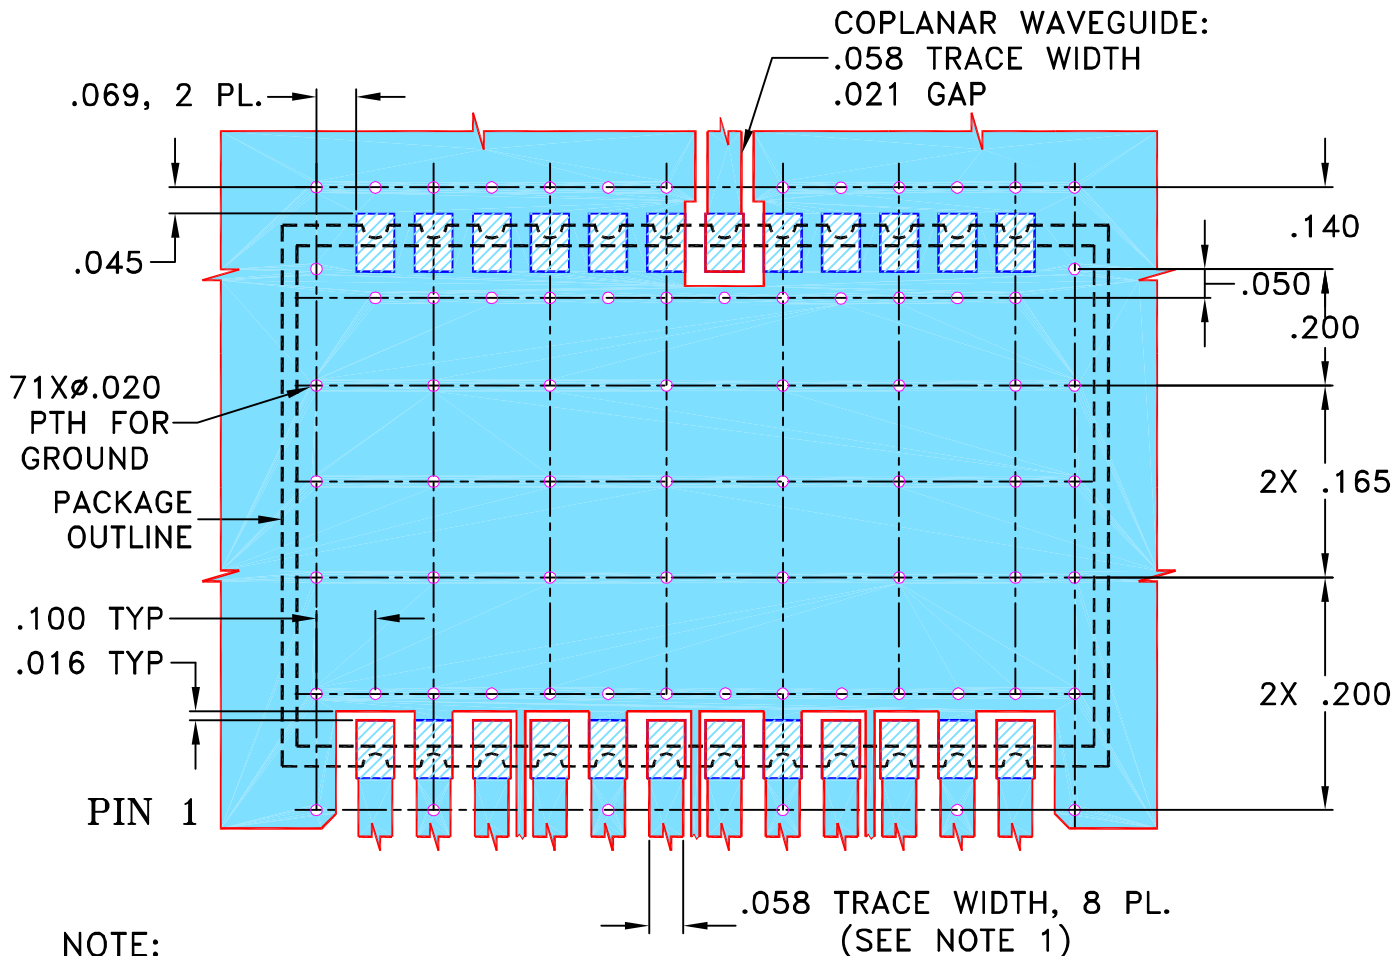 COPLANAR WAVEGUIDE:
.058 TRACE WIDTH
.021 GAP
.069, 2 PL.
.045
.140
.050
.200
71XØ.020
PTH FOR
GROUND
PACKAGE
OUTLINE
2X .165
.100 TYP
.016 TYP
2X .200
PIN 1
.058 TRACE WIDTH, 8 PL.
(SEE NOTE 1)
NOTE: